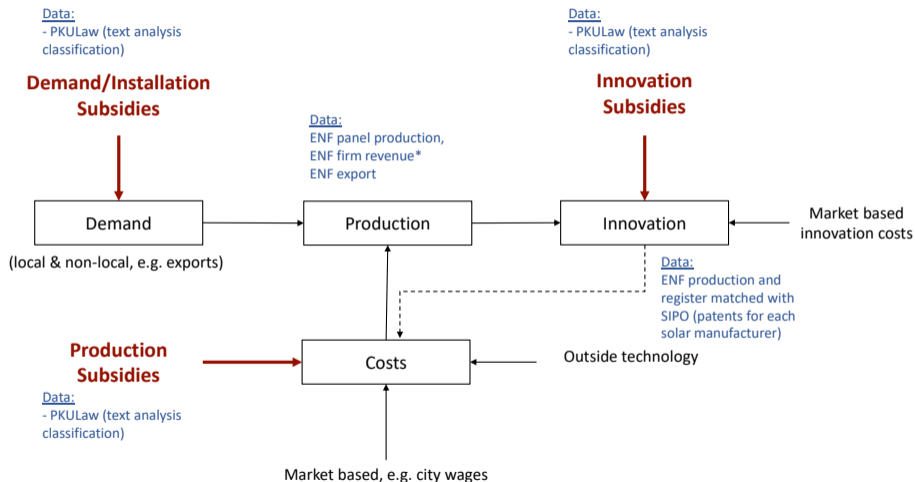 Data:
- PKULaw (text analysis
classification)
Demand/Installation
Subsidies
Data:
- PKULaw (text analysis
classification)
Innovation
Subsidies
Data:
ENF panel production,
ENF firm revenue*
ENF export
Demand
(local & non-local, e.g. exports)
Production
Innovation
Market based
innovation costs
Data:
ENF production and
register matched with
SIPO (patents for each
solar manufacturer)
Production
Subsidies
Data:
- PKULaw (text analysis
classification)
Costs
Outside technology
Market based, e.g. city wages